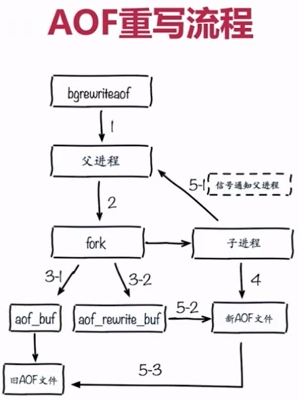 AOF重写流程
bgrewriteaof
1
父进程
5-1
信号通知父进程
2
fork
子进程
3-1
3-2
4
aof_buf
aof_rewrite_buf
5-2
新AOF文件
旧AOF文件
5-3